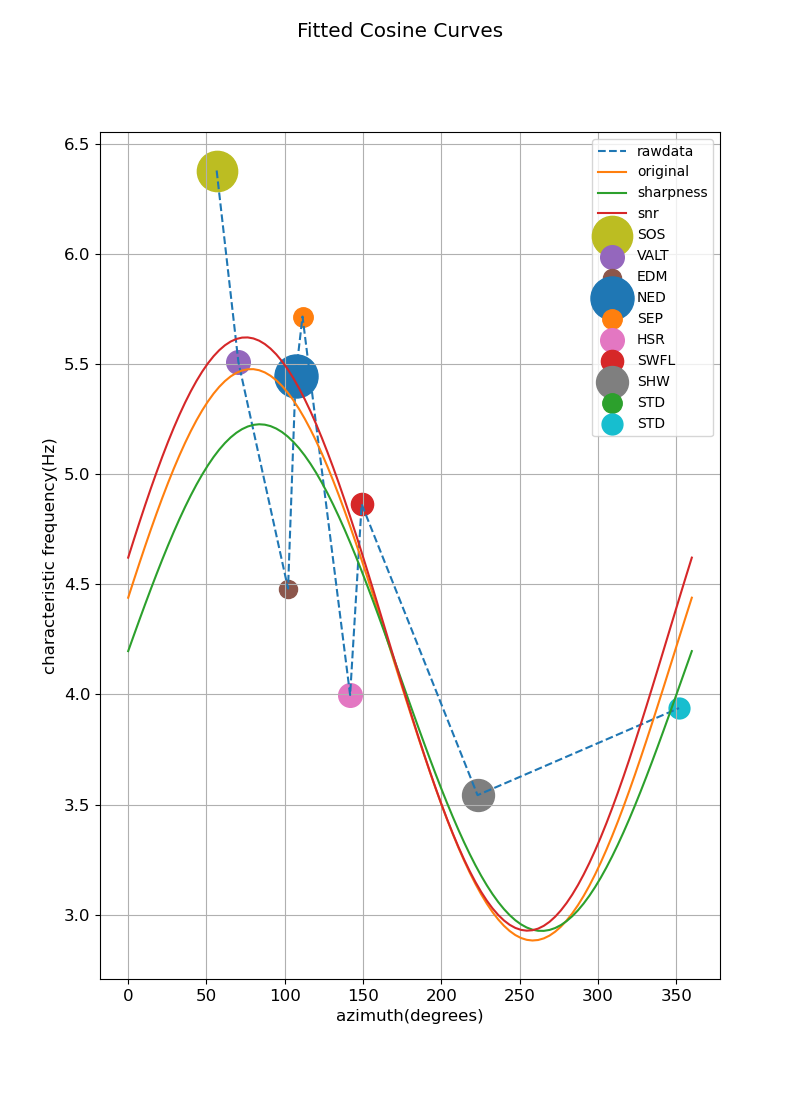 Fitted Cosine Curves
6.5
6.0
5.5
5.0
4.5
4.0
3.5
3.0
characteristic frequency(Hz)
rawdata
original
sharpness
snr
SOS
VALT
EDM
NED
SEP
HSR
SWFL
SHW
STD
STD
0 50 100 150 200 250 300 350
azimuth(degrees)